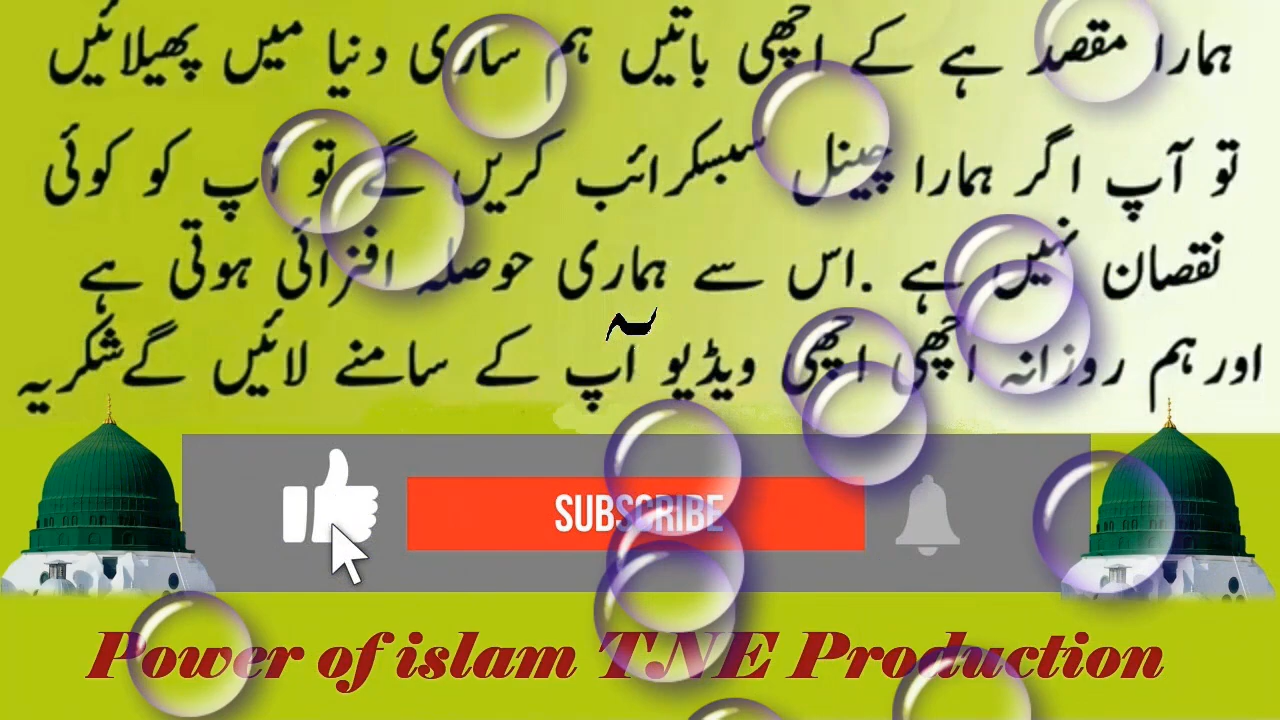 ہمارا مقصد ہے کے اچھی باتیں ہم ساری دنیا میں پھیلائیں
تو آپ اگر ہمارا چینل سبسکرائب کریں گے تو آپ کو کوئی
نقصان نہیں ہے .اس سے ہماری حوصلہ افزائی ہوتی ہے
اور ہم روزانہ اچھی اچھی ویڈیو آپ کے سامنے لائیں گے شکریہ
SUBSCRIBE
Power of islam TNE Production